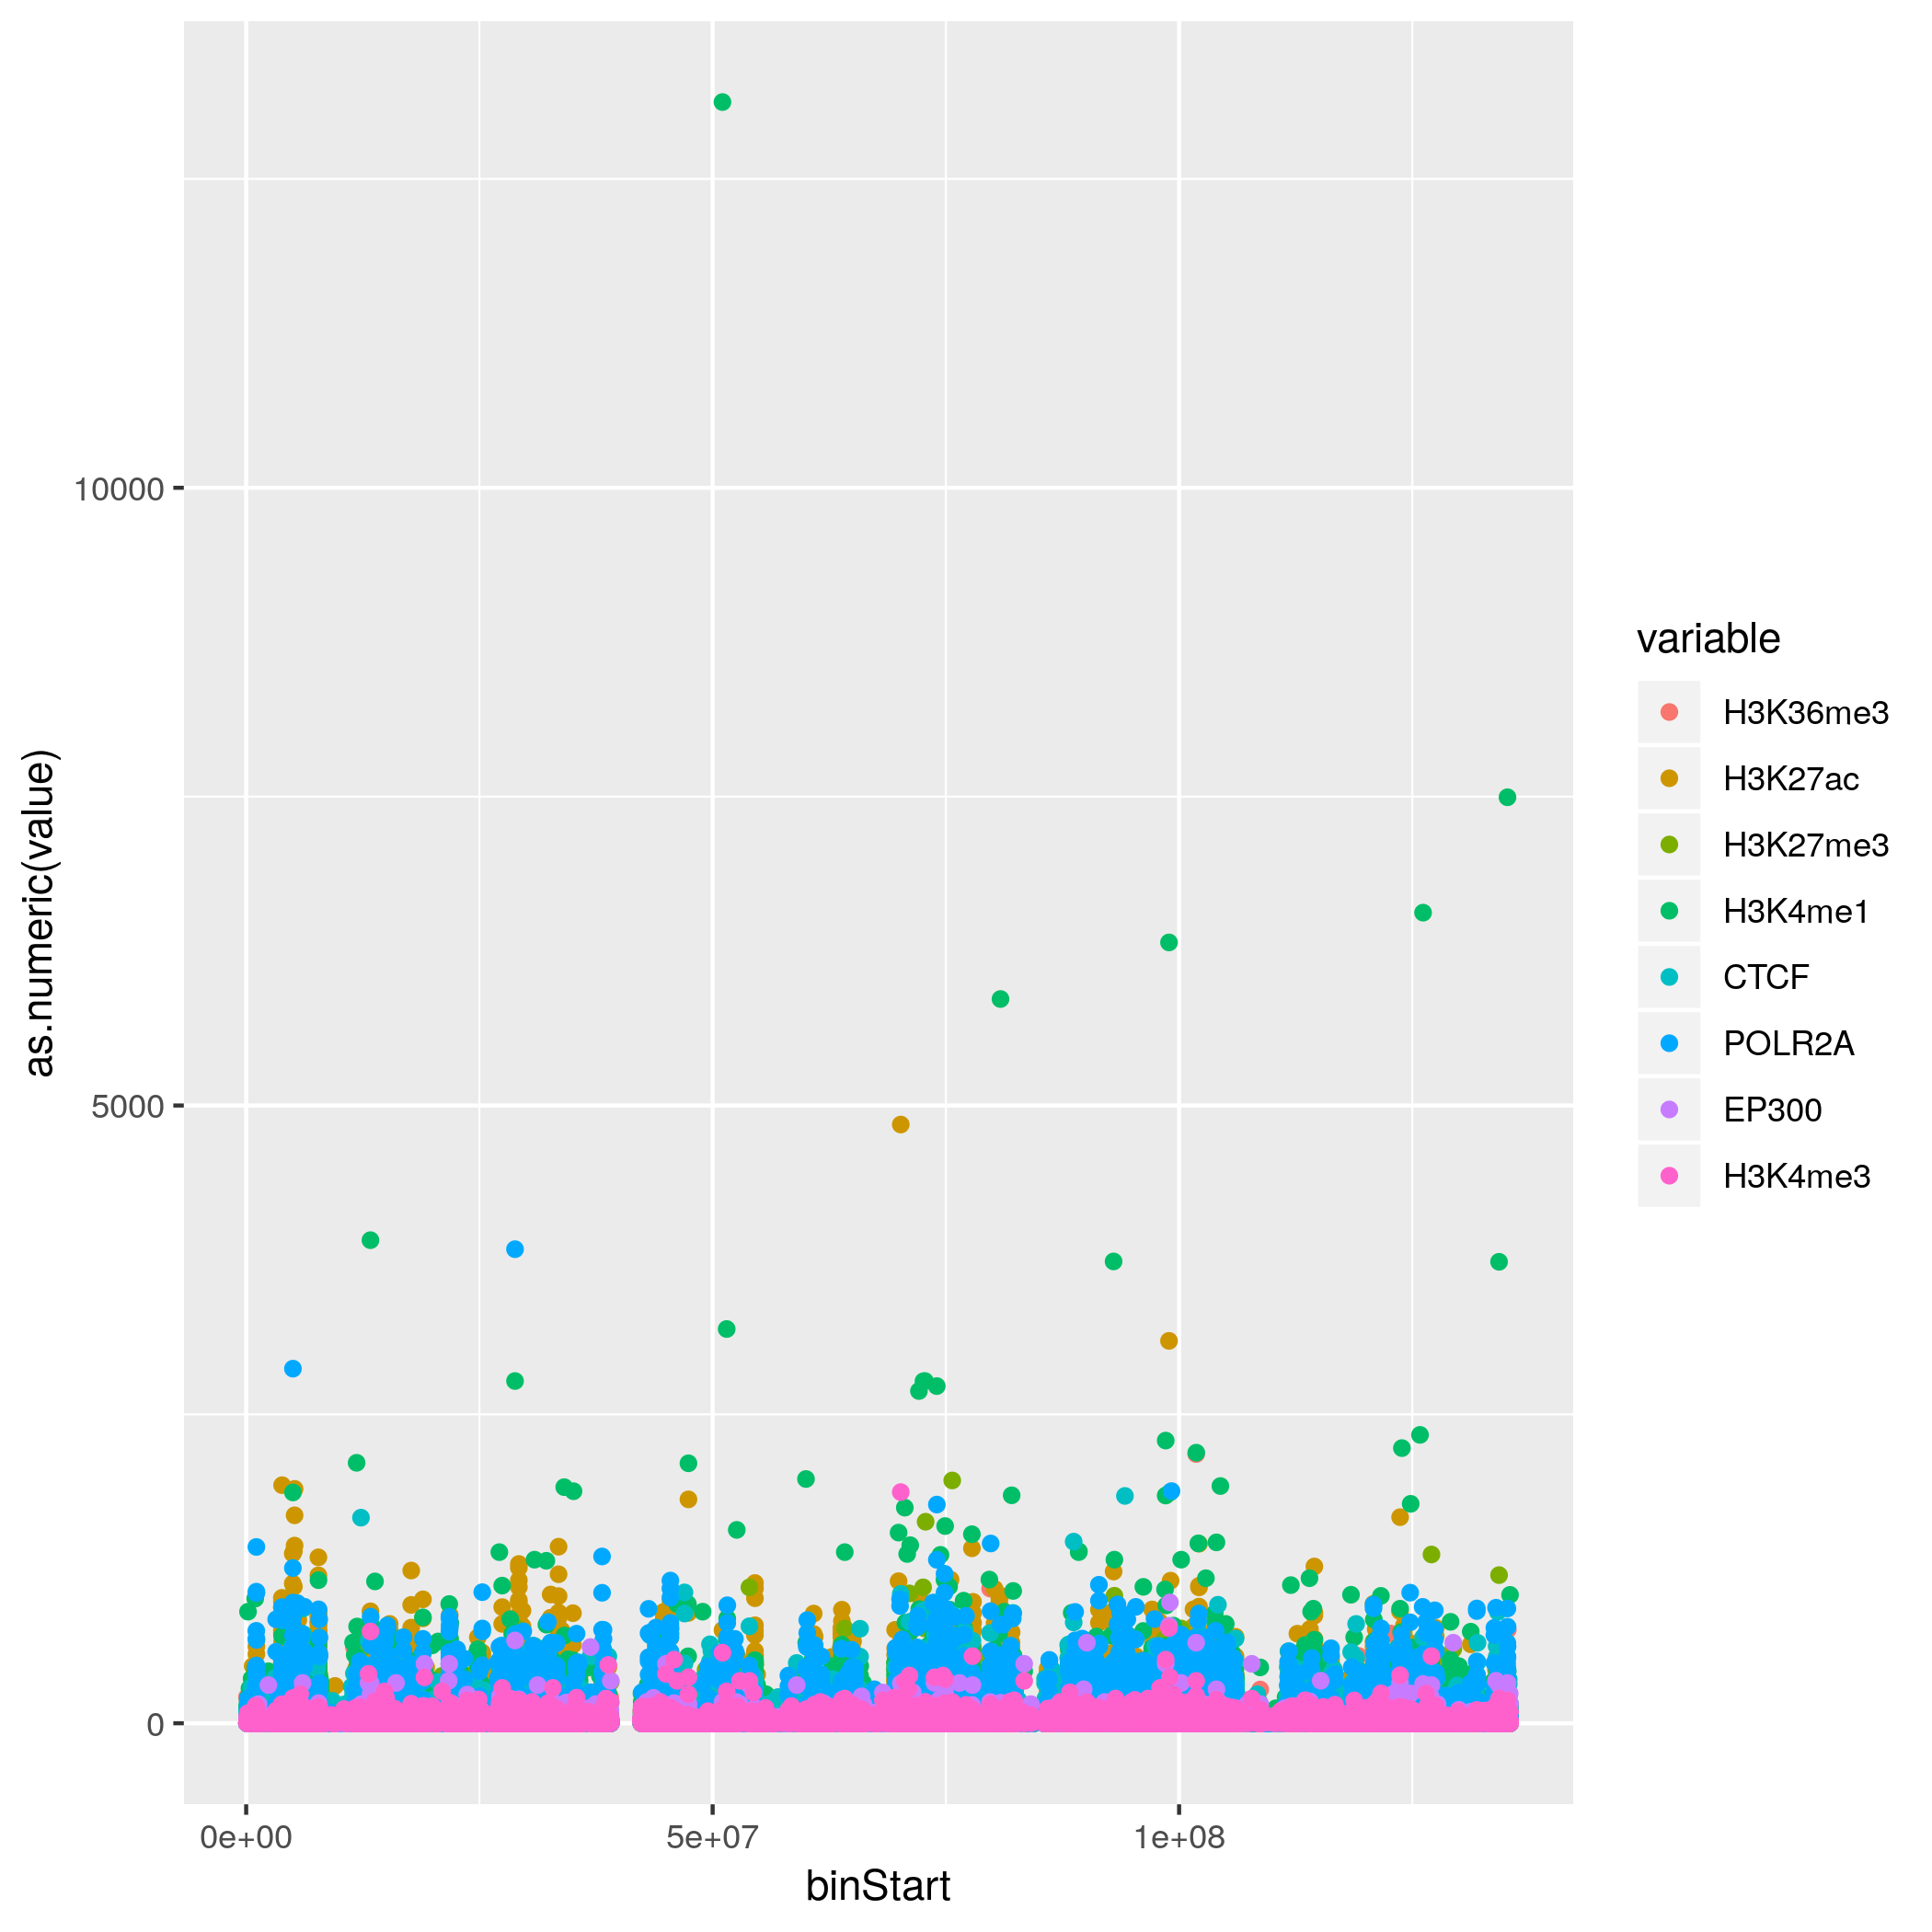 10000
5000
0
as.numeric(value)
0e+00
5e+07
1e+08
binStart
variable
H3K36me3
H3K27ac
H3K27me3
H3K4me1
CTCF
POLR2A
EP300
H3K4me3